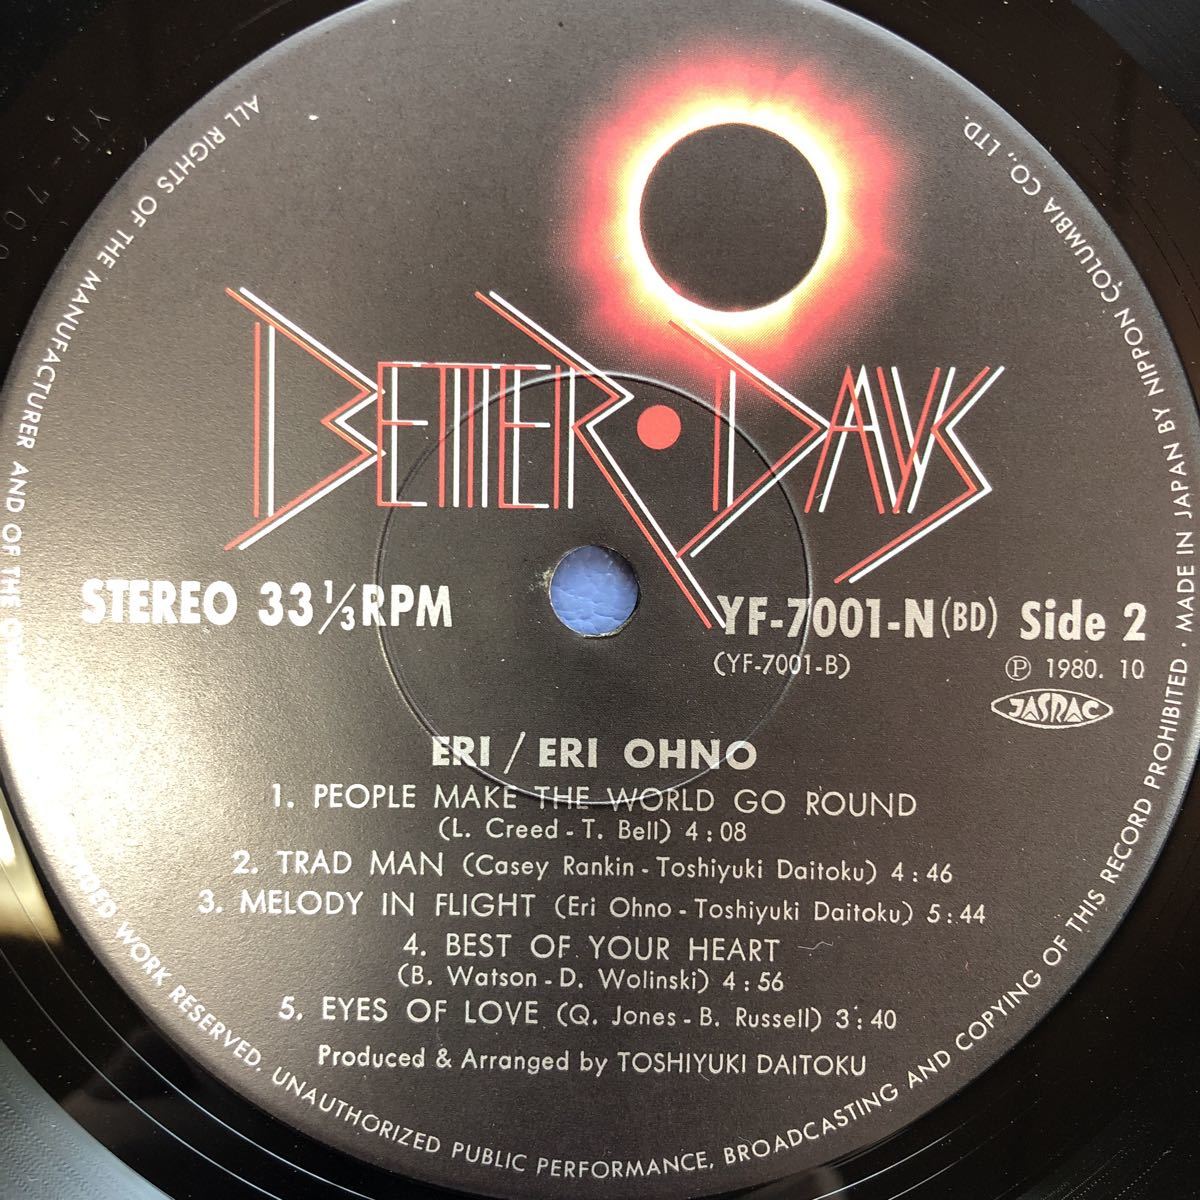 BETTER・DAYS
STEREO 33 1/3 RPM
YF-7001-N (BD) Side 2
(YF-7001-B)
Ⓟ 1980. 10
JASRAC
ERI / ERI OHNO
1. PEOPLE MAKE THE WORLD GO ROUND
(L. Creed - T. Bell) 4:08
2. TRAD MAN (Casey Rankin - Toshiyuki Daitoku) 4:46
3. MELODY IN FLIGHT (Eri Ohno - Toshiyuki Daitoku) 5:44
4. BEST OF YOUR HEART
(B. Watson - D. Wolinski) 4:56
5. EYES OF LOVE (Q. Jones - B. Russell) 3:40
Produced & Arranged by TOSHIYUKI DAITOKU
ALL RIGHTS OF THE MANUFACTURER AND OF THE WORK RESERVED. UNAUTHORIZED PUBLIC PERFORMANCE, BROADCASTING AND COPYING OF THIS RECORD PROHIBITED · MADE IN JAPAN BY NIPPON COLUMBIA CO., LTD.